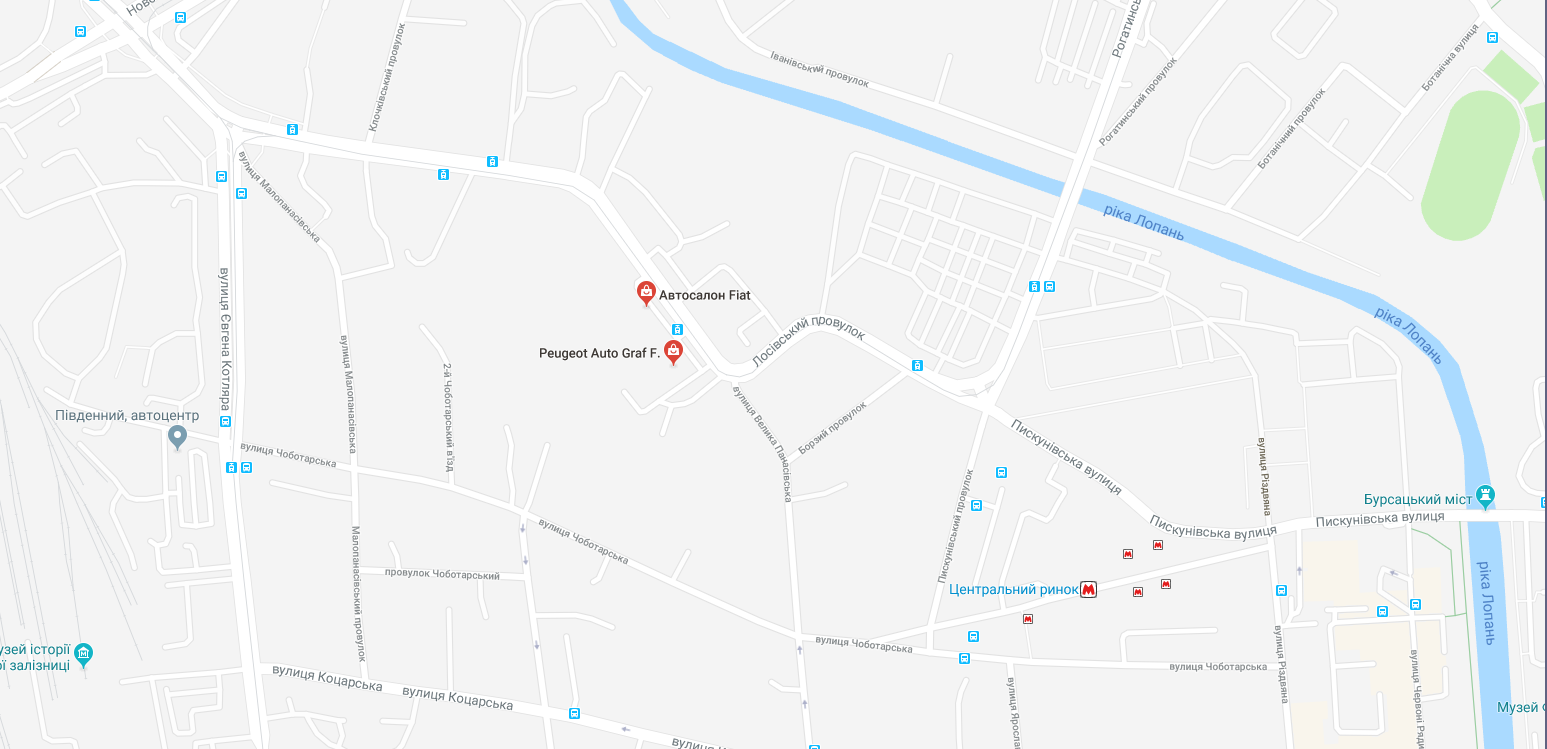 Ново
Клочківський провулок
Іванівський провулок
Рогатинсь
Рогатинський провулок
Ботанічна вулиця
Ботанічний провулок
вулиця Малопанасівська
ріка Лопань
ріка Лопань
вулиця Євгена Котляра
Автосалон Fiat
Peugeot Auto Graf F.
Лосівський провулок
вулиця Малопанасівська
2-й Чоботарський в'їзд
вулиця Велика Панасівська
Борзий провулок
Південний, автоцентр
вулиця Чоботарська
Пискунівська вулиця
вулиця Різдвяна
Пискунівський провулок
Бурсацький міст
Пискунівська вулиця
Пискунівська вулиця
вулиця Чоботарська
Малопанасівський провулок
провулок Чоботарський
Центральний ринок
ріка Лопань
узей історії
ої залізниці
вулиця Чоботарська
вулиця Чоботарська
вулиця Різдвяна
вулиця Червоні Ряди
вулиця Коцарська
вулиця Коцарська
вулиця Яросла
Музей
вулиця К